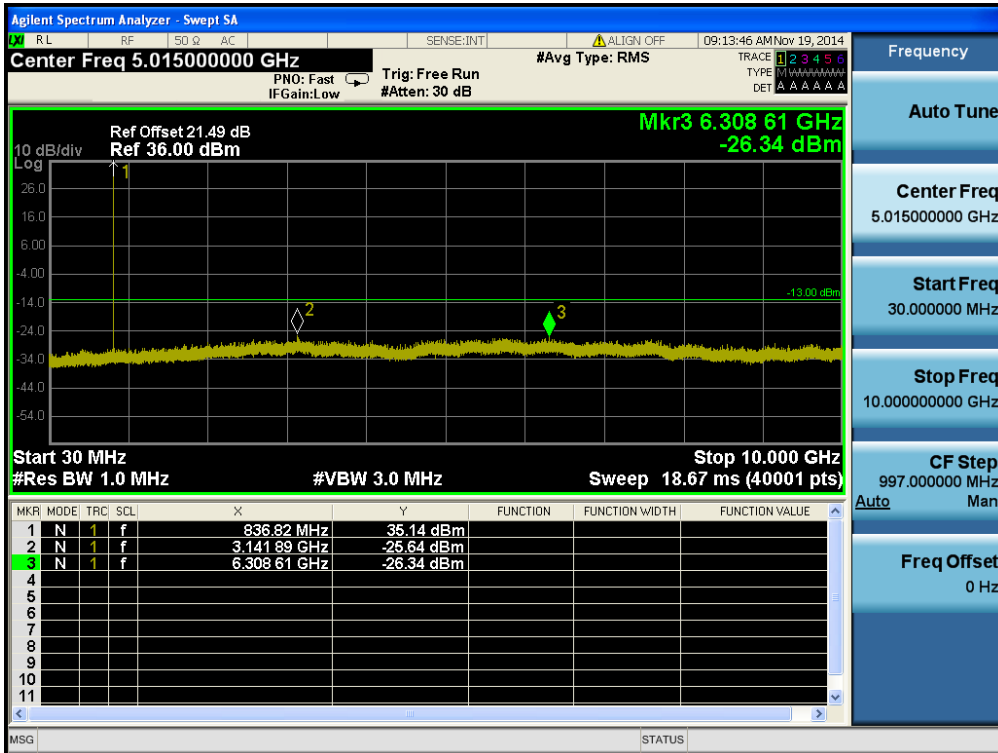 Agilent Spectrum Analyzer - Swept SA
LXI RL RF 50 Ω AC SENSE:INT ALIGN OFF 09:13:46 AM Nov 19, 2014
Center Freq 5.015000000 GHz
PNO: Fast
IFGain:Low
Trig: Free Run
#Atten: 30 dB
#Avg Type: RMS
TRACE 1 2 3 4 5 6
TYPE M
DET A A A A A A
Ref Offset 21.49 dB
Ref 36.00 dBm
10 dB/div
Log
Mkr3 6.308 61 GHz
-26.34 dBm
1
26.0
16.0
6.00
-4.00
-14.0
-24.0
-34.0
-44.0
-54.0
-13.00 dBm
2
3
Start 30 MHz
Stop 10.000 GHz
#Res BW 1.0 MHz
#VBW 3.0 MHz
Sweep 18.67 ms (40001 pts)
MKR MODE TRC SCL X Y FUNCTION FUNCTION WIDTH FUNCTION VALUE
1 N 1 f 836.82 MHz 35.14 dBm
2 N 1 f 3.141 89 GHz -25.64 dBm
3 N 1 f 6.308 61 GHz -26.34 dBm
4
5
6
7
8
9
10
11
MSG
STATUS
Frequency
Auto Tune
Center Freq
5.015000000 GHz
Start Freq
30.000000 MHz
Stop Freq
10.000000000 GHz
CF Step
997.000000 MHz
Auto Man
Freq Offset
0 Hz